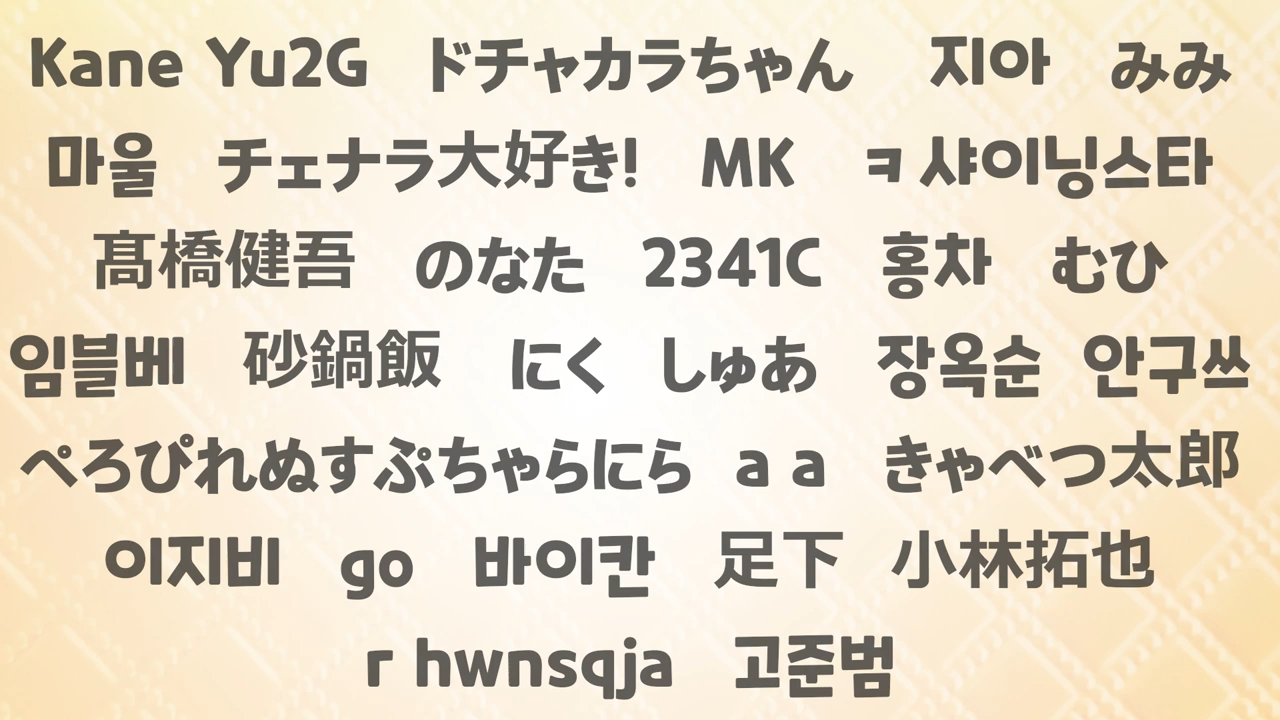 Kane Yu2G ドチャカラちゃん 지아 みみ
마울 チェナラ大好き! MK ㅋ 샤이닝스타
髙橋健吾 のなた 2341C 홍차 むひ
임블베 砂鍋飯 にく しゅあ 장옥순 안구쓰
ぺろぴれぬすぷちゃらにら a a きゃべつ太郎
이지비 go 바이칸 足下 小林拓也
r hwnsqja 고준범